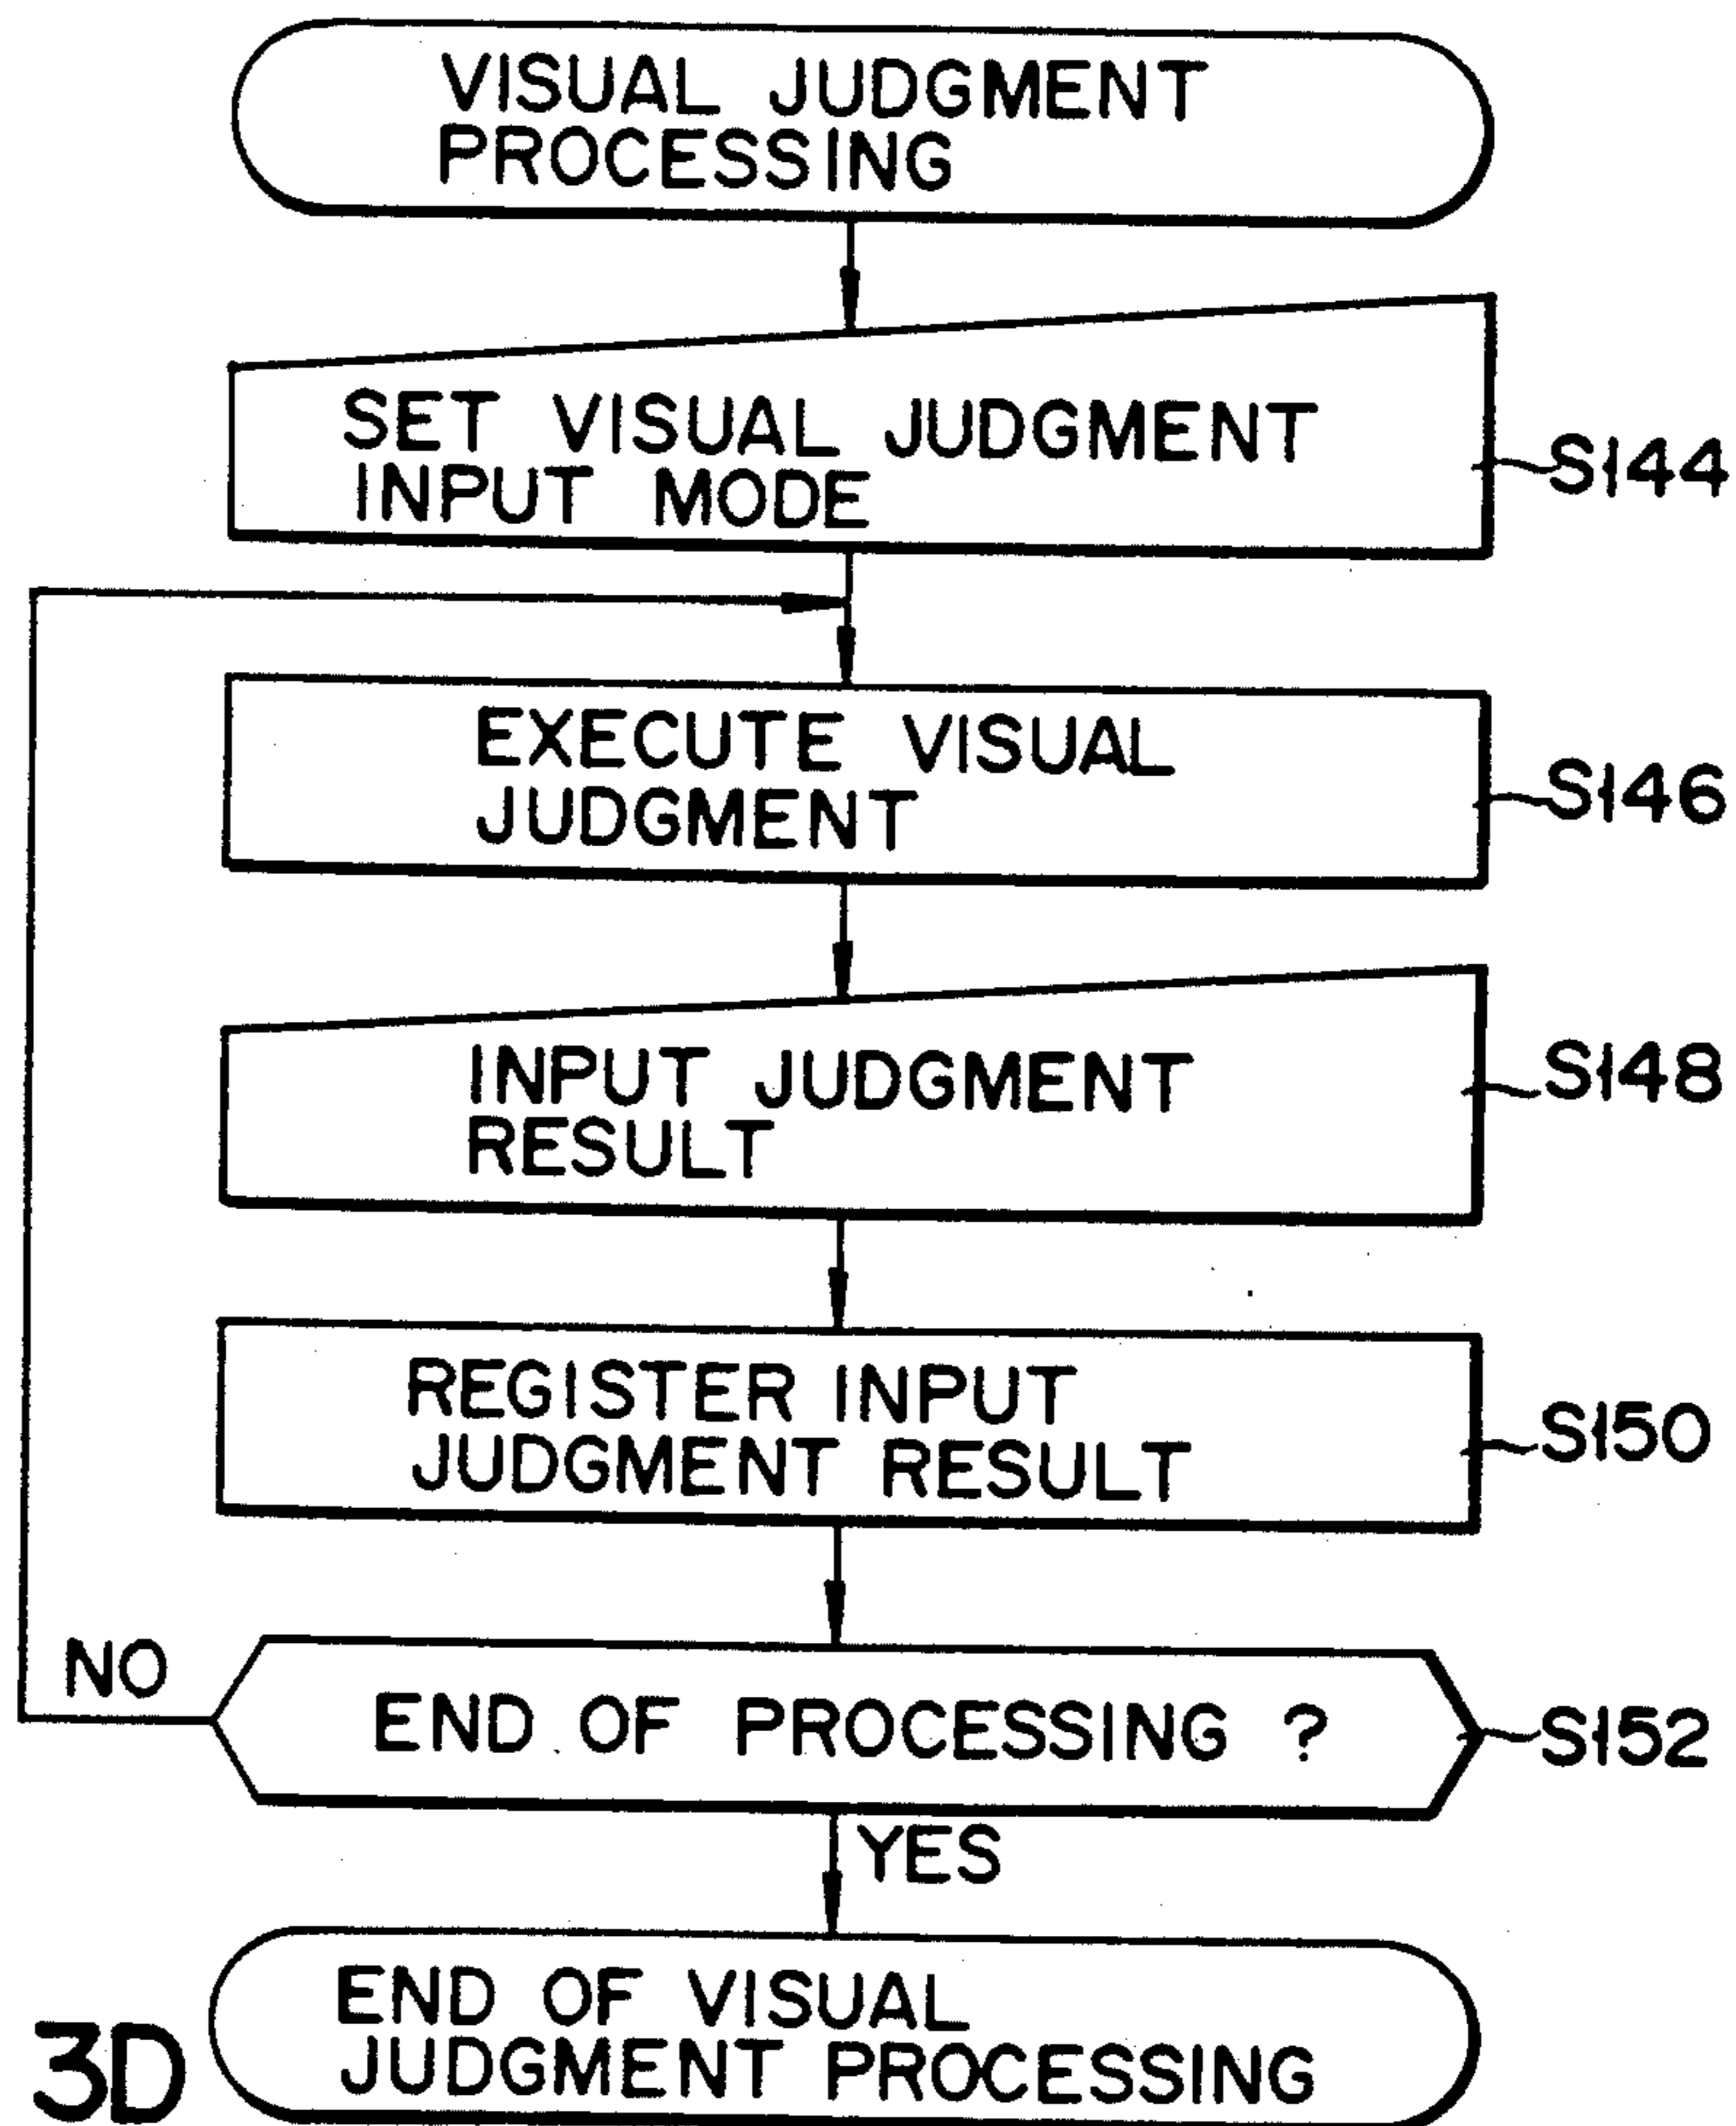 VISUAL JUDGMENT
PROCESSING
SET VISUAL JUDGMENT
INPUT MODE
S144
EXECUTE VISUAL
JUDGMENT
S146
INPUT JUDGMENT
RESULT
S148
REGISTER INPUT
JUDGMENT RESULT
S150
NO
END OF PROCESSING ?
S152
YES
END OF VISUAL
JUDGMENT PROCESSING
3D